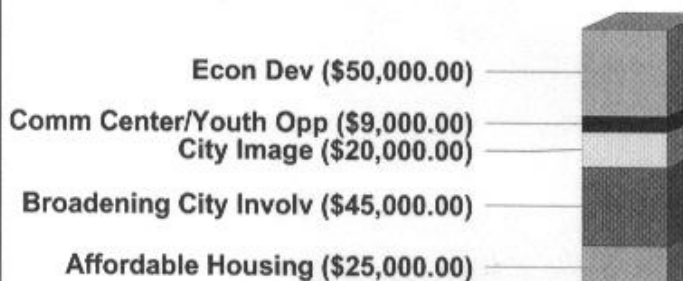 Econ Dev ($50,000.00)
Comm Center/Youth Opp ($9,000.00)
City Image ($20,000.00)
Broadening City Involv ($45,000.00)
Affordable Housing ($25,000.00)